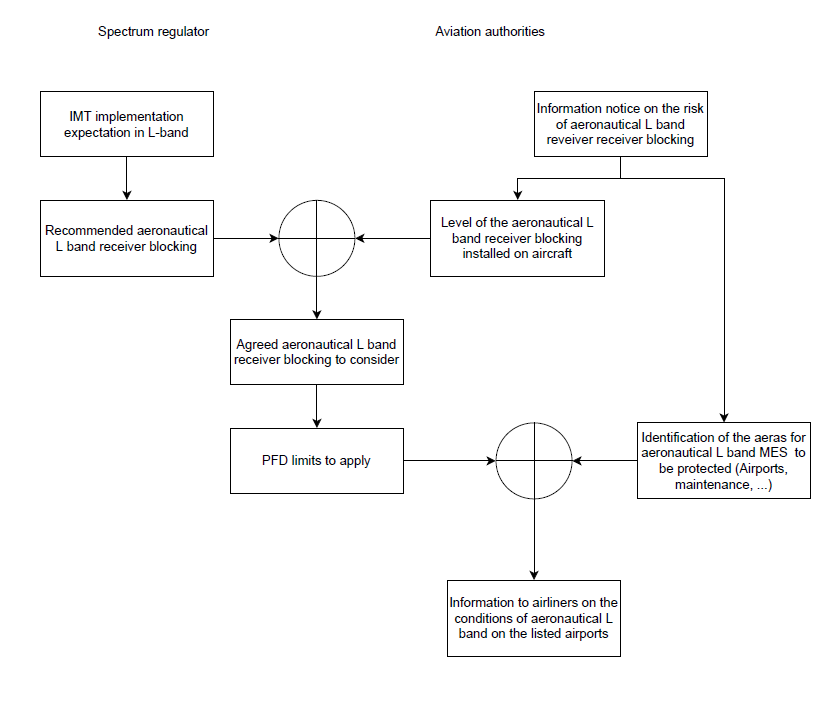 Spectrum regulator
Aviation authorities
IMT implementation
expectation in L-band
Information notice on the risk
of aeronautical L band
reveiver receiver blocking
Recommended aeronautical
L band receiver blocking
Level of the aeronautical L
band receiver blocking
installed on aircraft
Agreed aeronautical L band
receiver blocking to consider
PFD limits to apply
Identification of the aeras for
aeronautical L band MES to
be protected (Airports,
maintenance, ...)
Information to airliners on the
conditions of aeronautical L
band on the listed airports